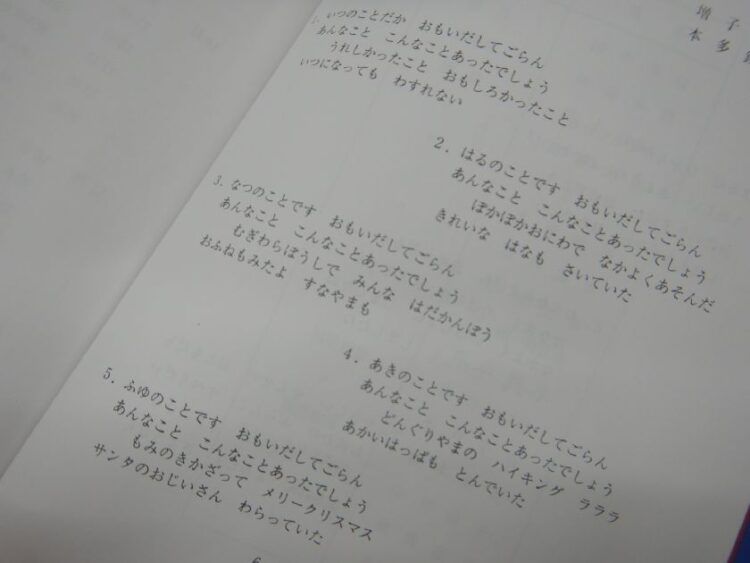 増子
本多
1. いつのことだか おもいだしてごらん
あんなこと こんなことあったでしょう
うれしかったこと おもしろかったこと
いつになっても わすれない
2. はるのことです おもいだしてごらん
あんなこと こんなことあったでしょう
ぽかぽかおにわで なかよくあそんだ
きれいな はなも さいていた
3. なつのことです おもいだしてごらん
あんなこと こんなことあったでしょう
むぎわらぼうしで みんな はだかんぼう
おふねもみたよ すなやまも
4. あきのことです おもいだしてごらん
あんなこと こんなことあったでしょう
どんぐりやまの ハイキング ラララ
あかいはっぱも とんでいた
5. ふゆのことです おもいだしてごらん
あんなこと こんなことあったでしょう
もみのきかざって メリークリスマス
サンタのおじいさん わらっていた